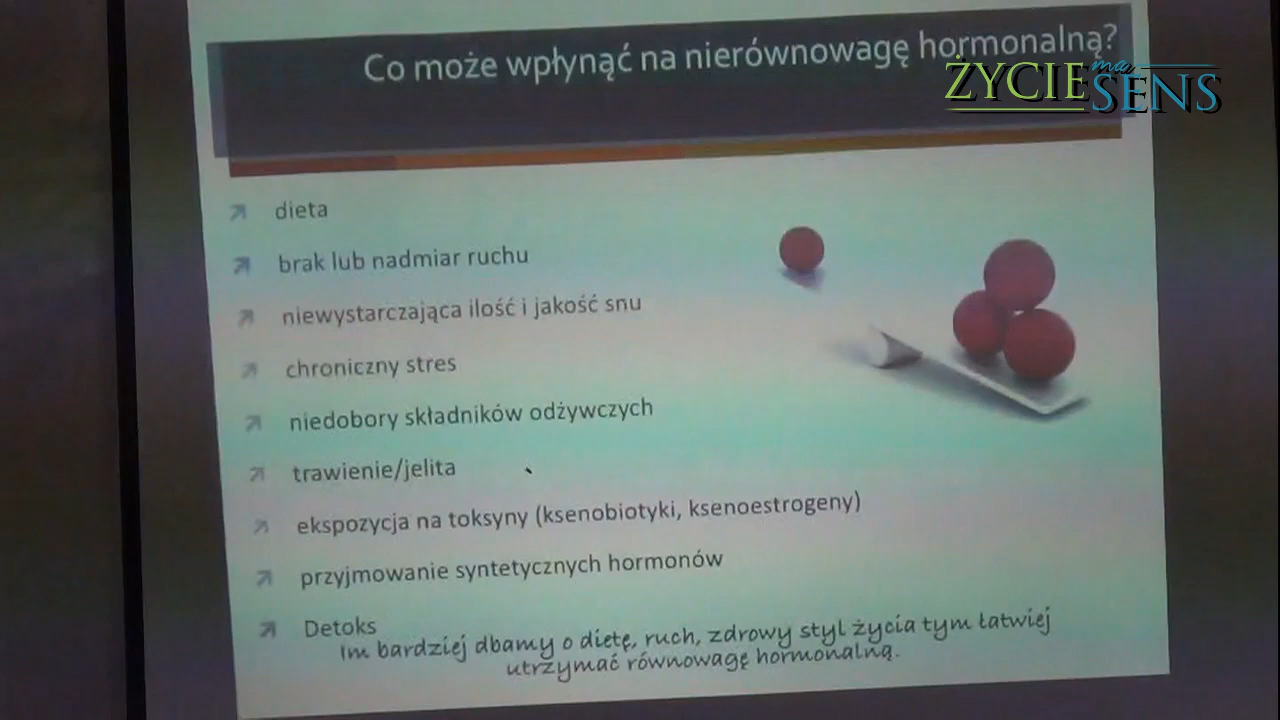 Co może wpłynąć na nierównowagę hormonalną?
ŻYCIE ma SENS
dieta
brak lub nadmiar ruchu
niewystarczająca ilość i jakość snu
chroniczny stres
niedobory składników odżywczych
trawienie/jelita
ekspozycja na toksyny (ksenobiotyki, ksenoestrogeny)
przyjmowanie syntetycznych hormonów
Detoks
Im bardziej dbamy o dietę, ruch, zdrowy styl życia tym łatwiej
utrzymać równowagę hormonalną.